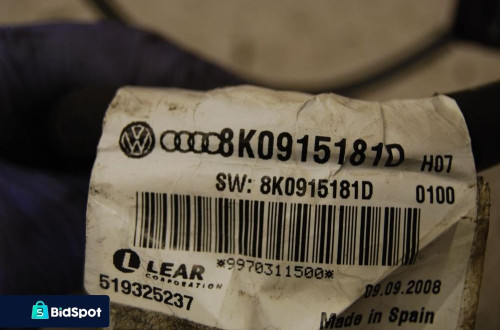 8K0915181D H07
SW: 8K0915181D 0100
*9970311500*
L LEAR
CORPORATION
519325237
09.09.2008
Made in Spain
S BidSpot